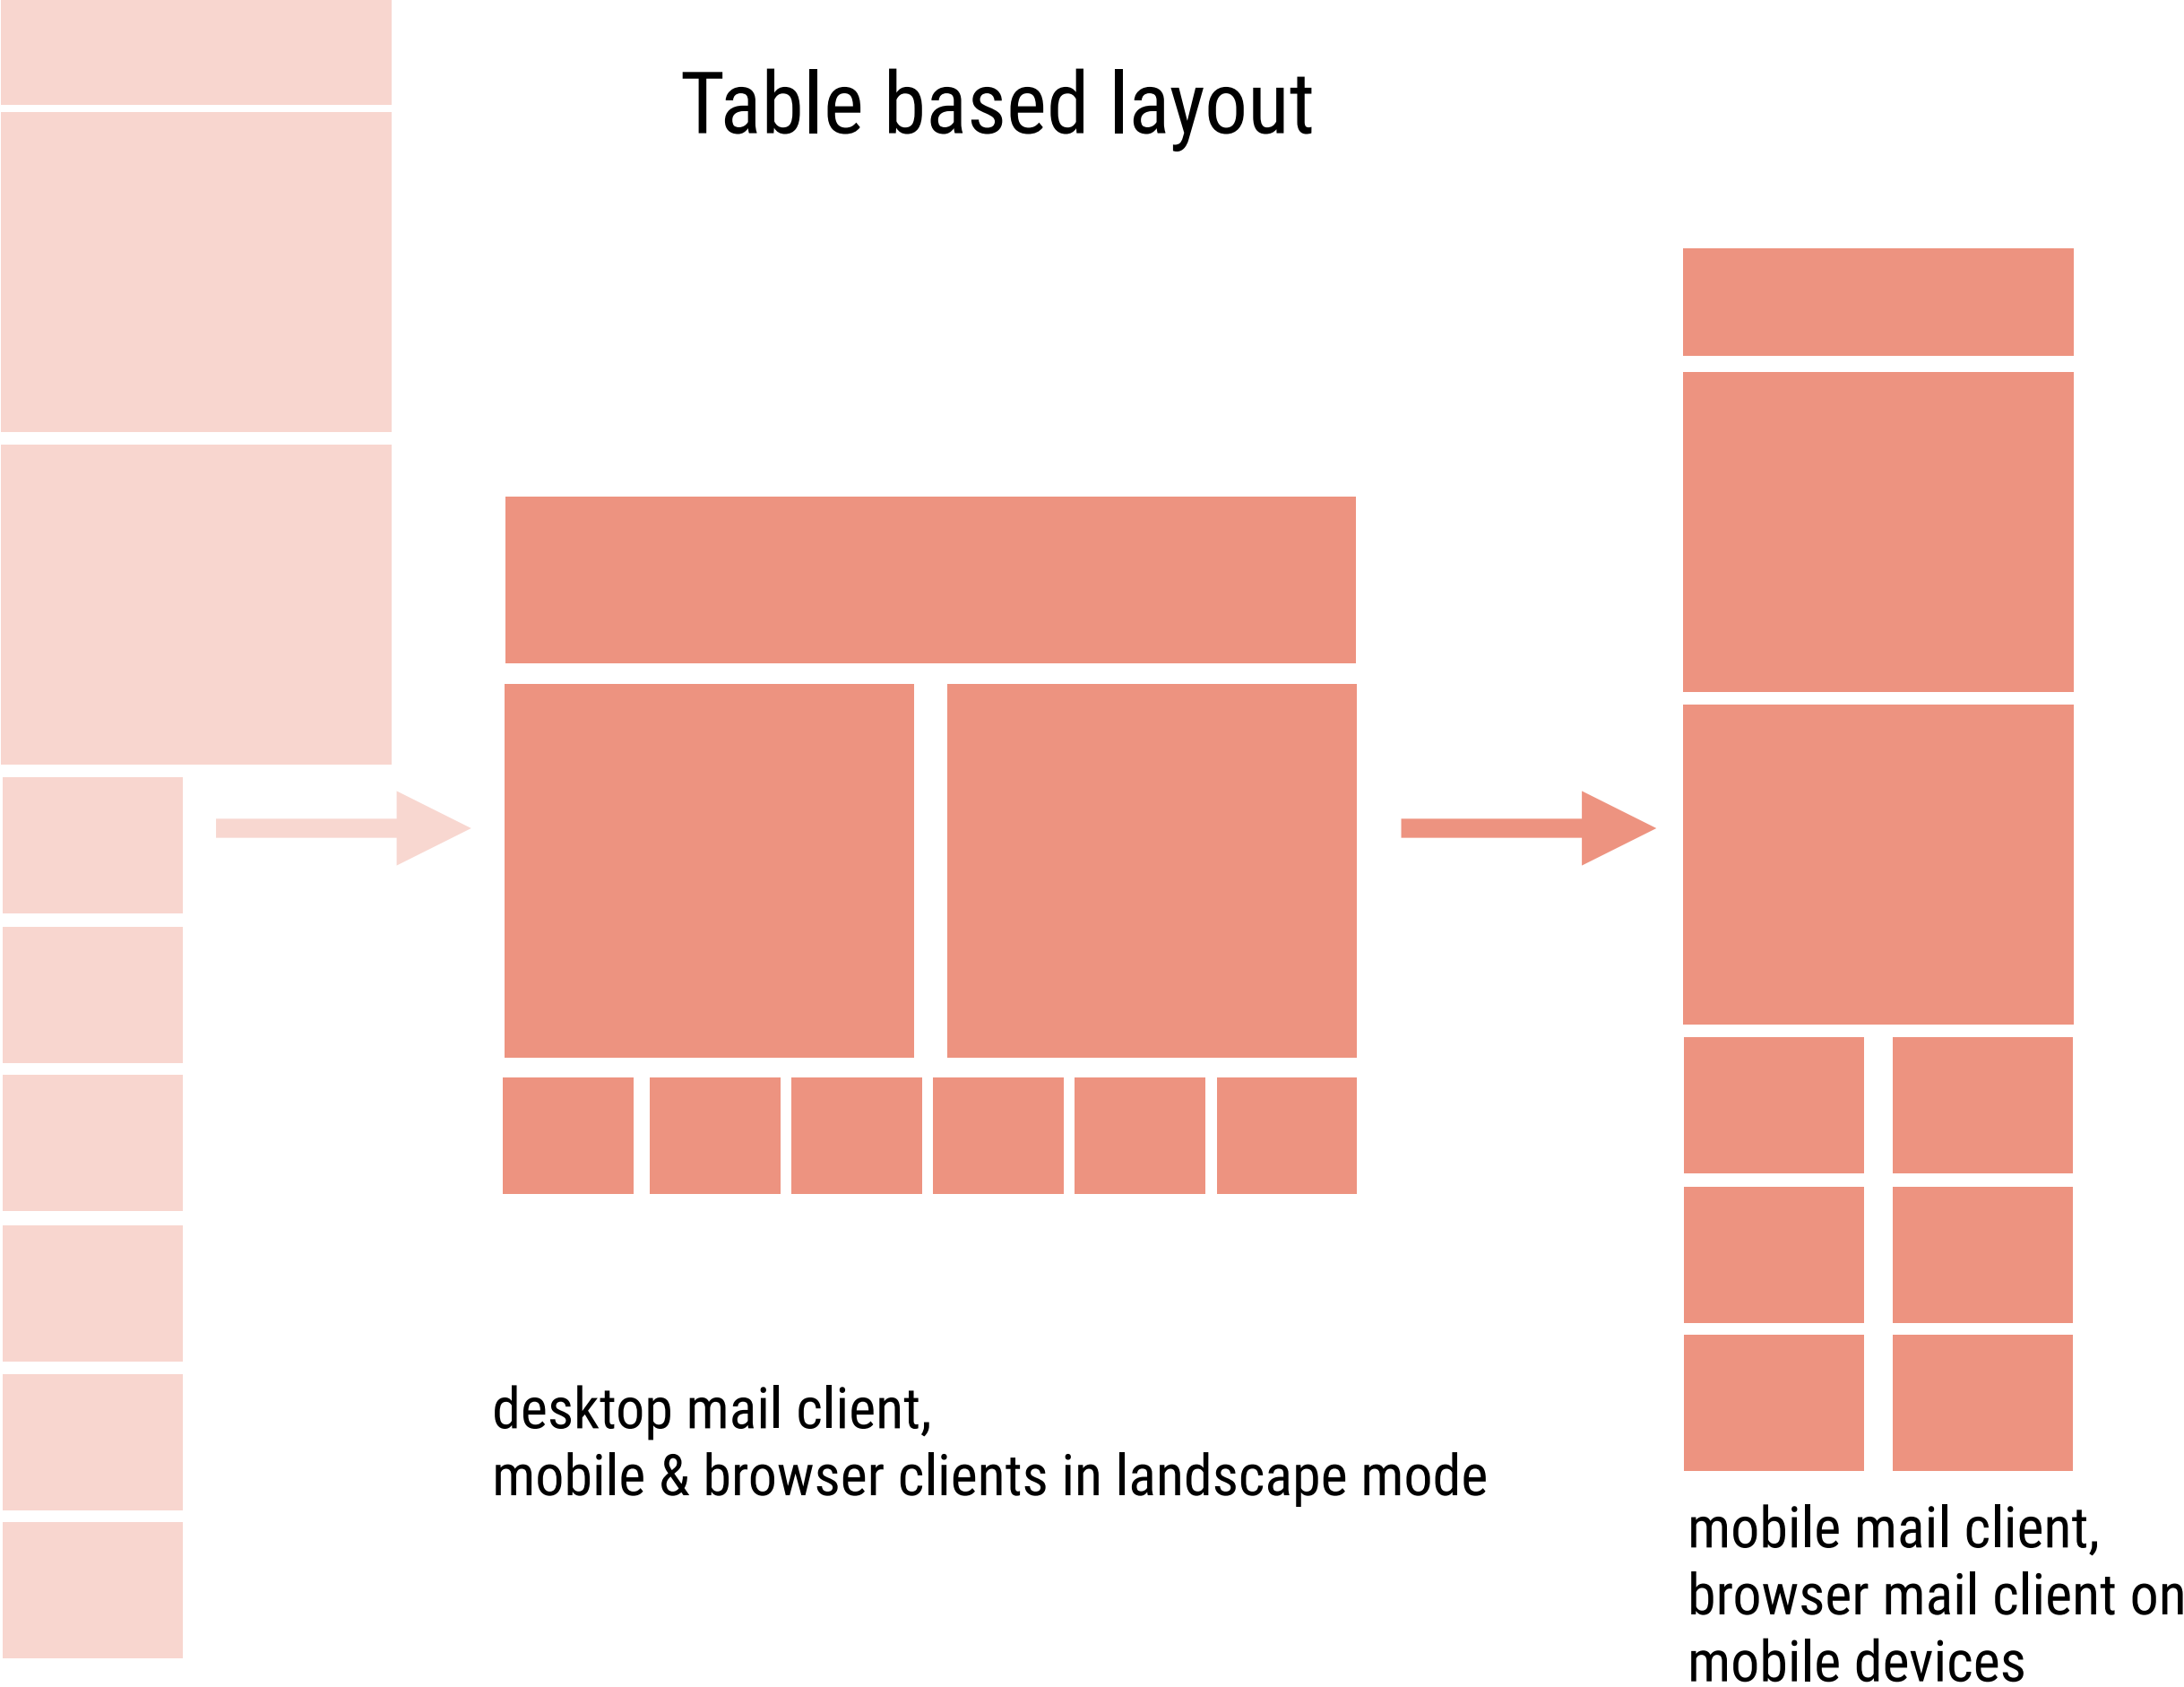 Table based layout
desktop mail client,
mobile & browser clients in landscape mode
mobile mail client,
browser mail client on
mobile devices